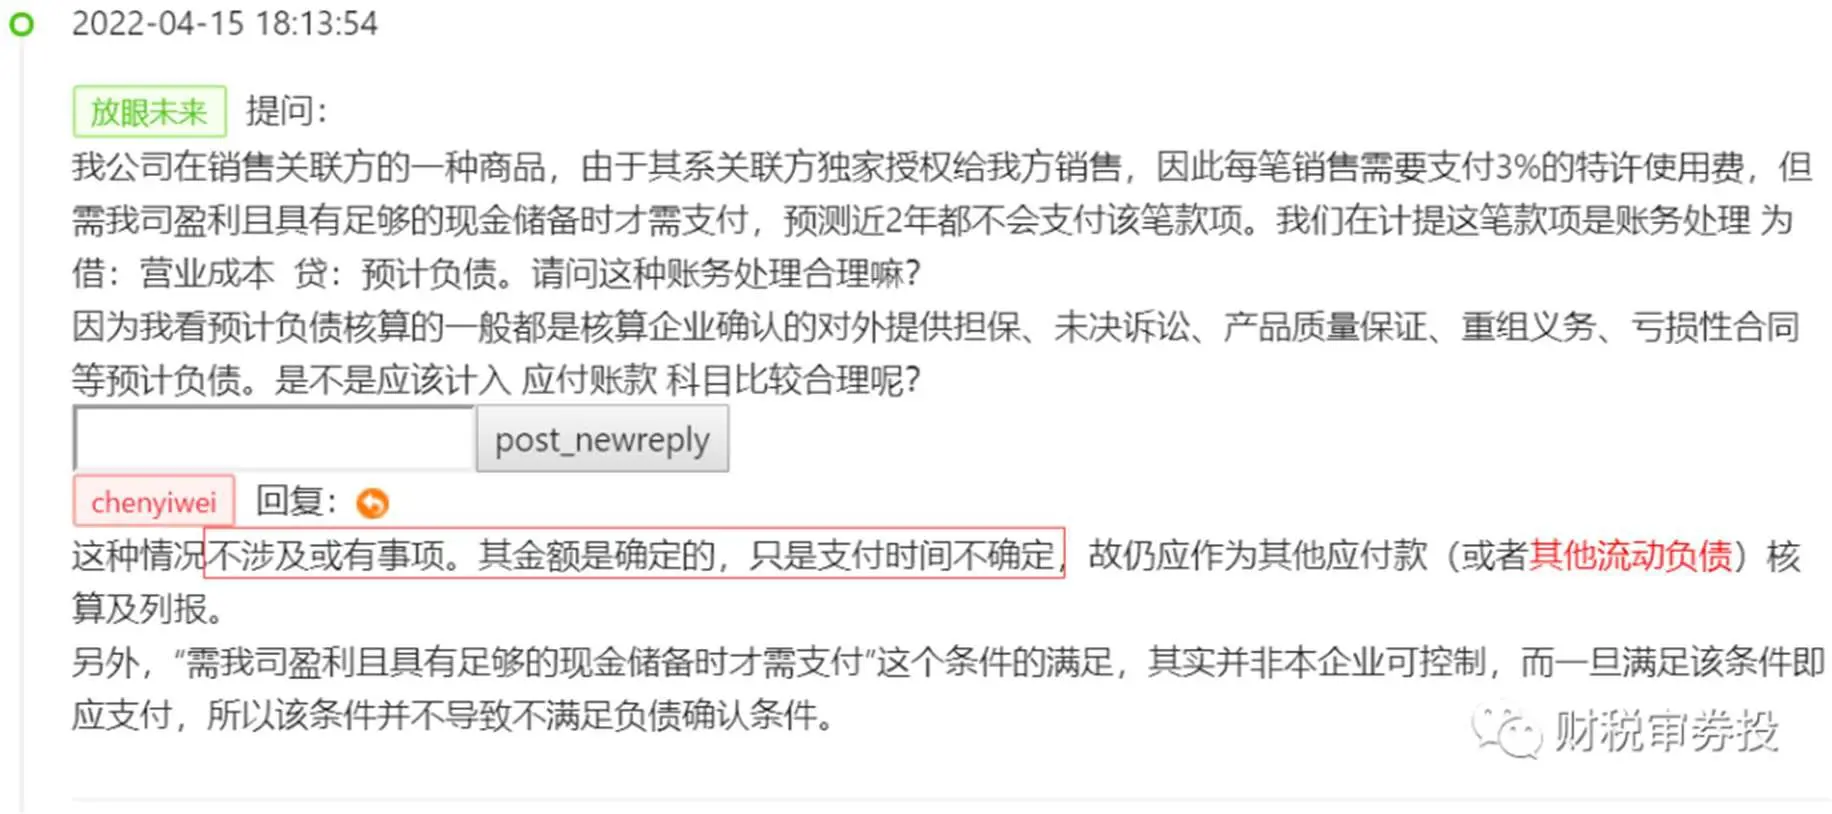 2022-04-15 18:13:54
放眼未来 提问：
我公司在销售关联方的一种商品，由于其系关联方独家授权给我方销售，因此每笔销售需要支付3%的特许使用费，但
需我司盈利且具有足够的现金储备时才需支付，预测近2年都不会支付该笔款项。我们在计提这笔款项是账务处理 为
借：营业成本 贷：预计负债。请问这种账务处理合理嘛？
因为我看预计负债核算的一般都是核算企业确认的对外提供担保、未决诉讼、产品质量保证、重组义务、亏损性合同
等预计负债。是不是应该计入 应付账款 科目比较合理呢？
post_newreply
chenyiwei 回复：
这种情况不涉及或有事项。其金额是确定的，只是支付时间不确定，故仍应作为其他应付款（或者其他流动负债）核
算及列报。
另外，“需我司盈利且具有足够的现金储备时才需支付”这个条件的满足，其实并非本企业可控制，而一旦满足该条件即
应支付，所以该条件并不导致不满足负债确认条件。
财税审券投